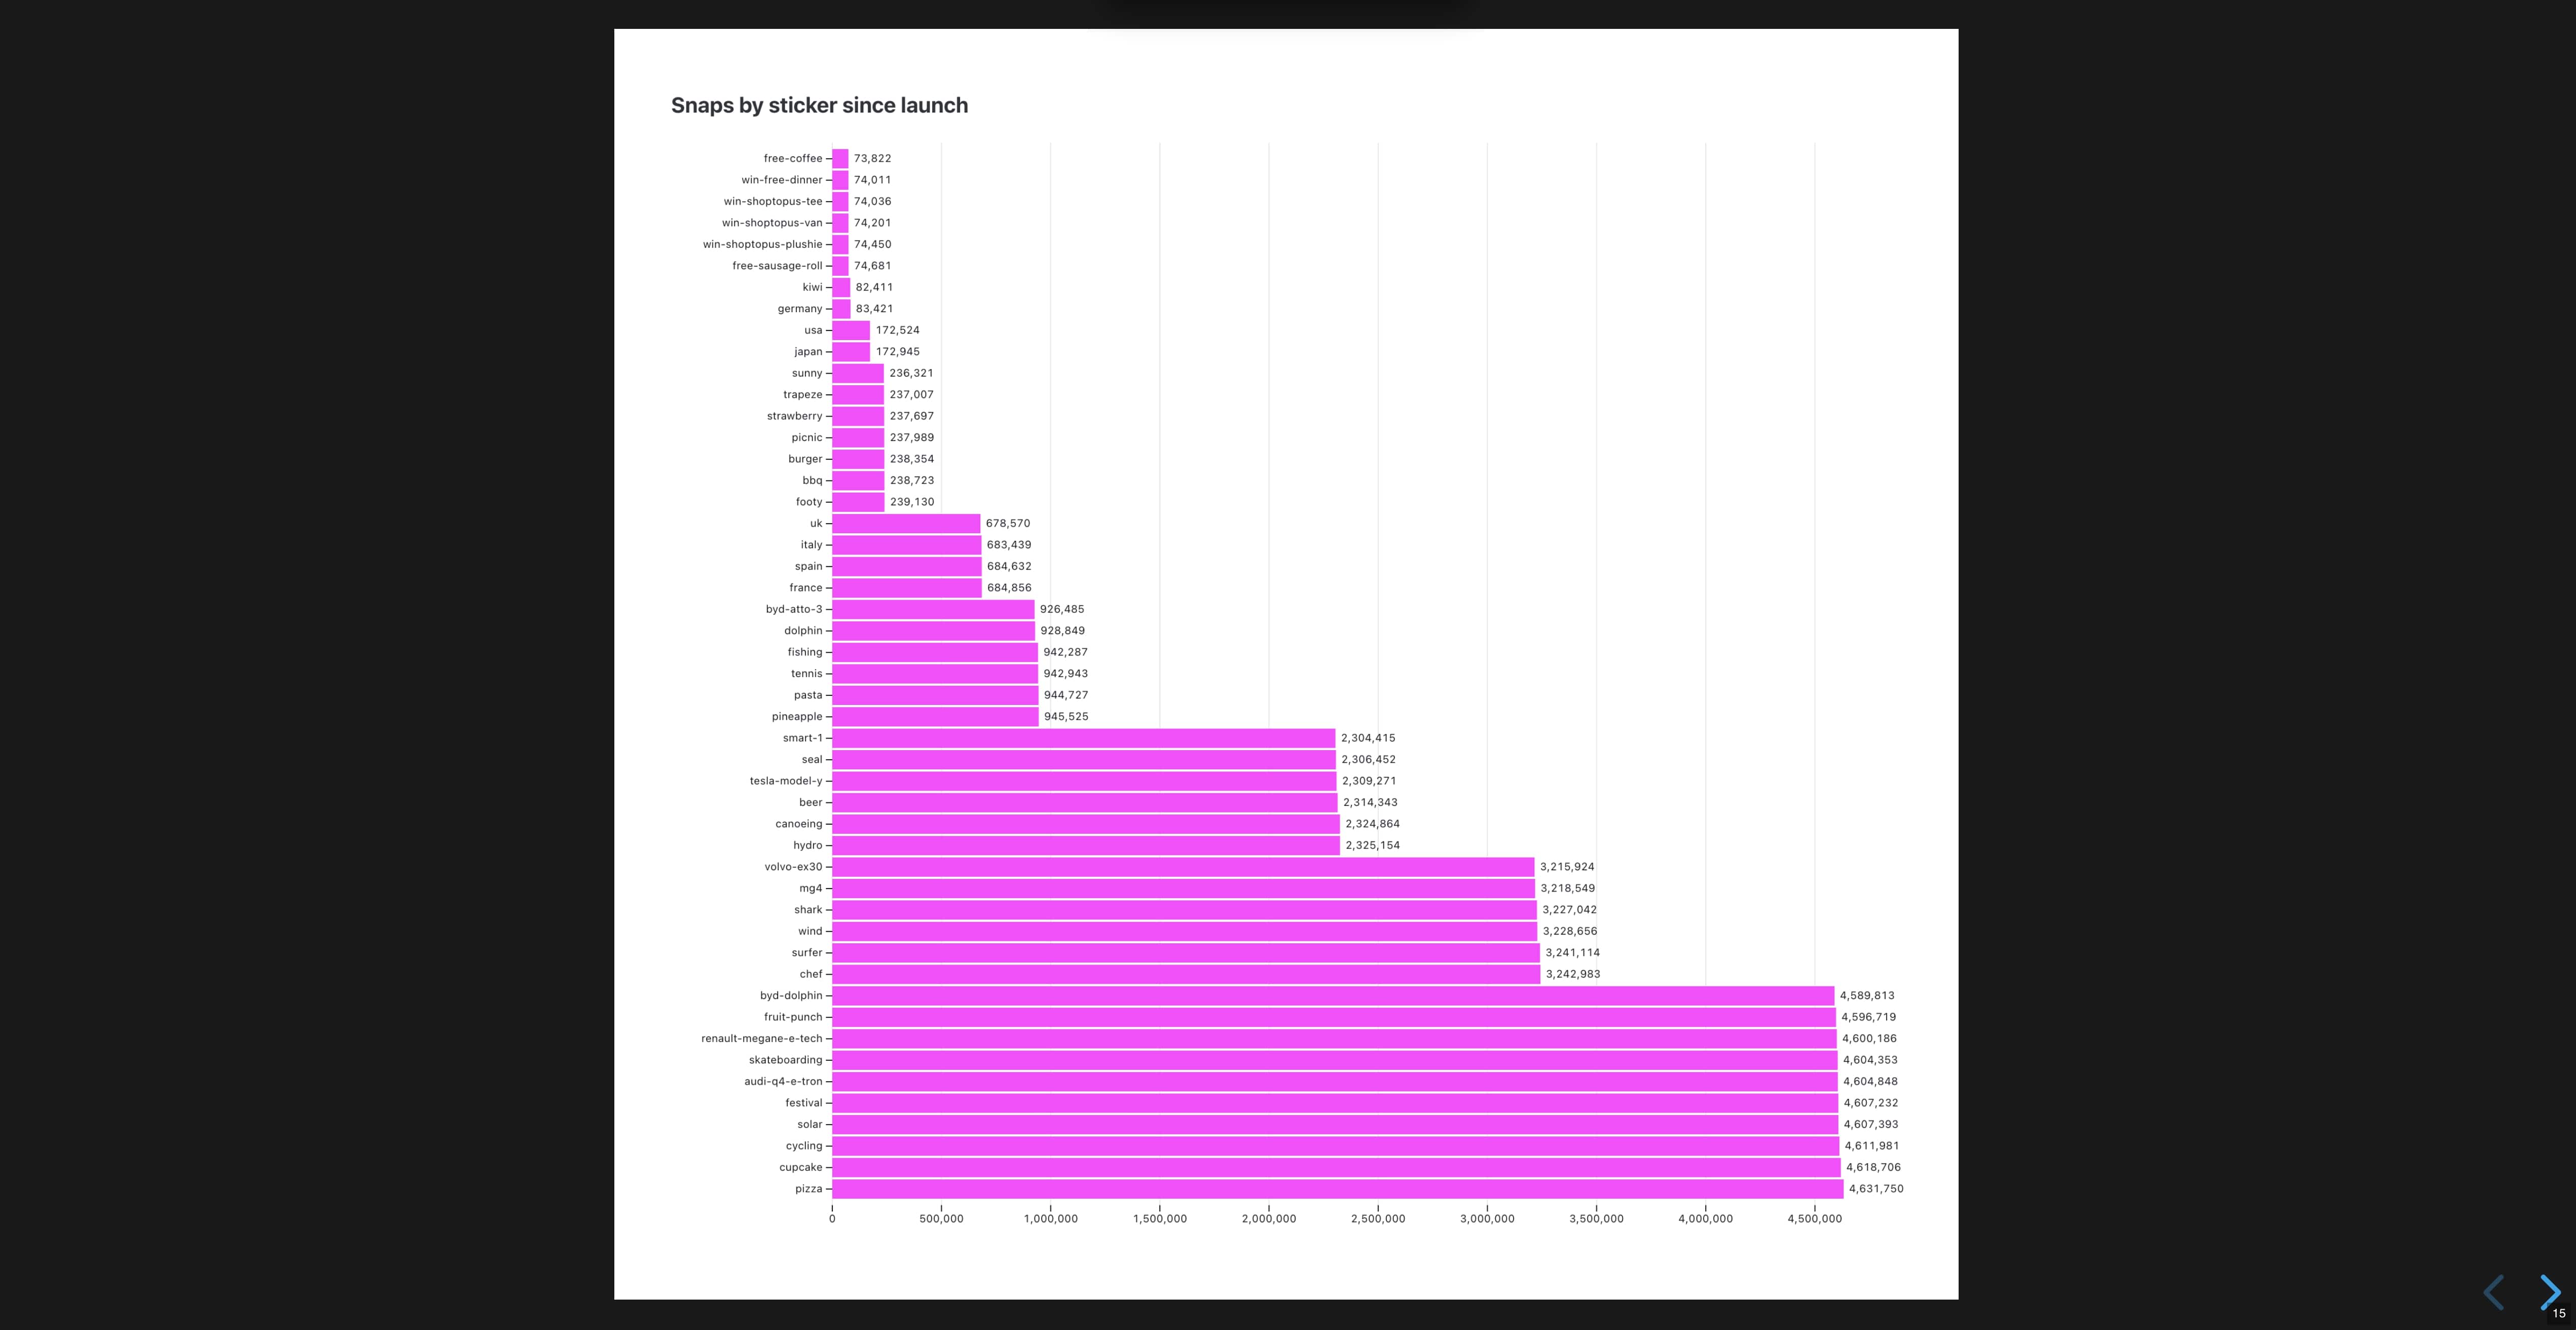 Snaps by sticker since launch
free-coffee 73,822
win-free-dinner 74,011
win-shoptopus-tee 74,036
win-shoptopus-van 74,201
win-shoptopus-plushie 74,450
free-sausage-roll 74,681
kiwi 82,411
germany 83,421
usa 172,524
japan 172,945
sunny 236,321
trapeze 237,007
strawberry 237,697
picnic 237,989
burger 238,354
bbq 238,723
footy 239,130
uk 678,570
italy 683,439
spain 684,632
france 684,856
byd-atto-3 926,485
dolphin 928,849
fishing 942,287
tennis 942,943
pasta 944,727
pineapple 945,525
smart-1 2,304,415
seal 2,306,452
tesla-model-y 2,309,271
beer 2,314,343
canoeing 2,324,864
hydro 2,325,154
volvo-ex30 3,215,924
mg4 3,218,549
shark 3,227,042
wind 3,228,656
surfer 3,241,114
chef 3,242,983
byd-dolphin 4,589,813
fruit-punch 4,596,719
renault-megane-e-tech 4,600,186
skateboarding 4,604,353
audi-q4-e-tron 4,604,848
festival 4,607,232
solar 4,607,393
cycling 4,611,981
cupcake 4,618,706
pizza 4,631,750
0 500,000 1,000,000 1,500,000 2,000,000 2,500,000 3,000,000 3,500,000 4,000,000 4,500,000
15